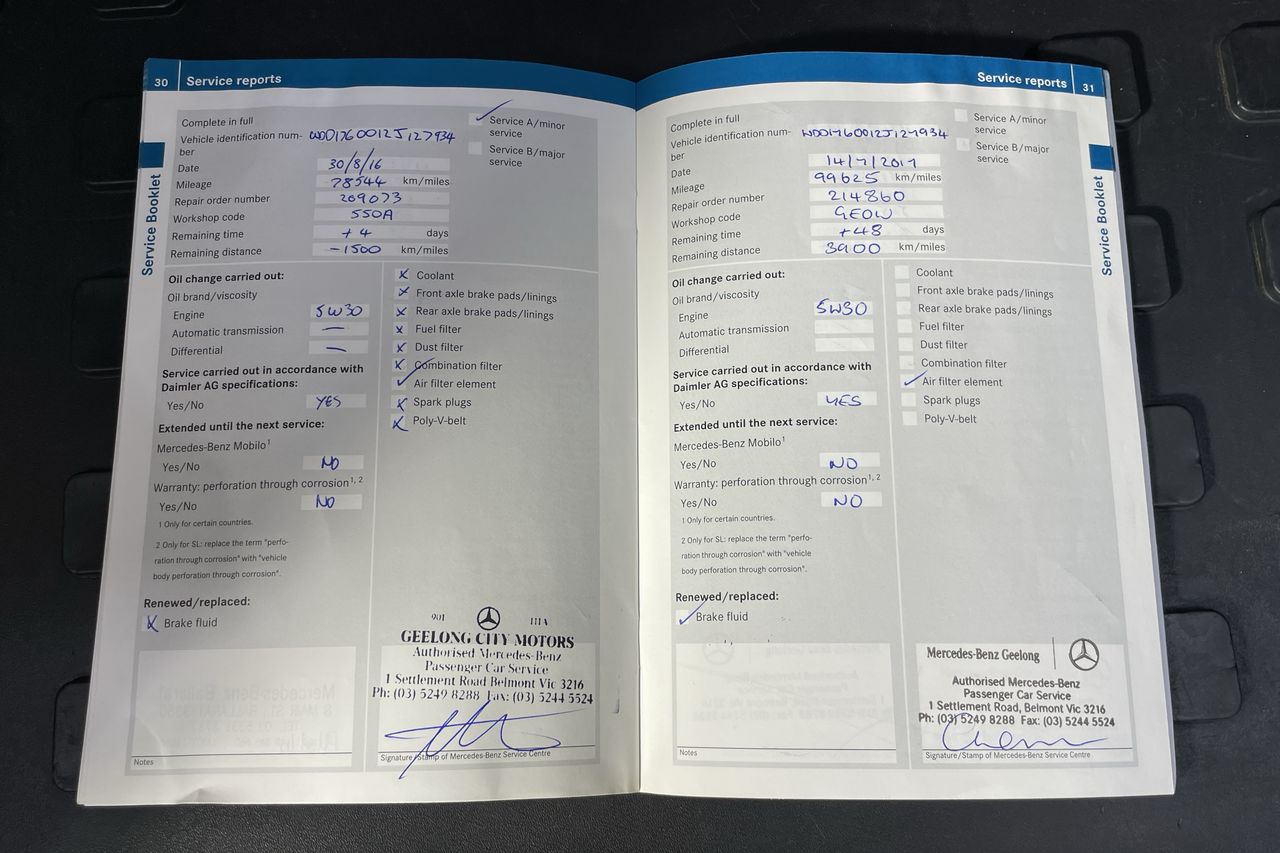 30 Service reports
Complete in full
Vehicle identification num- WDD1760012J127934
ber
Service A/minor
service
Service B/major
service
Date 30/8/16
Mileage 78544 km/miles
Repair order number 209073
Workshop code 550A
Remaining time +4 days
Remaining distance -1500 km/miles
Service Booklet
Oil change carried out:
Oil brand/viscosity
Engine 5W30
Automatic transmission —
Differential —
Service carried out in accordance with
Daimler AG specifications:
Yes/No YES
Extended until the next service:
Mercedes-Benz Mobilo1
Yes/No NO
Warranty: perforation through corrosion1, 2
Yes/No NO
1 Only for certain countries.
2 Only for SL: replace the term "perfo-
ration through corrosion" with "vehicle
body perforation through corrosion".
Renewed/replaced:
Brake fluid
Notes
Coolant
Front axle brake pads/linings
Rear axle brake pads/linings
Fuel filter
Dust filter
Combination filter
Air filter element
Spark plugs
Poly-V-belt
901 111A
GEELONG CITY MOTORS
Authorised Mercedes-Benz
Passenger Car Service
1 Settlement Road Belmont Vic 3216
Ph: (03) 5249 8288 Fax: (03) 5244 5524
Signature/Stamp of Mercedes-Benz Service Centre
Service reports 31
Complete in full
Vehicle identification num- WDD1760012J127934
ber
Service A/minor
service
Service B/major
service
Date 14/7/2017
Mileage 99625 km/miles
Repair order number 214860
Workshop code GEOW
Remaining time +48 days
Remaining distance 3900 km/miles
Service Booklet
Oil change carried out:
Oil brand/viscosity
Engine 5W30
Automatic transmission
Differential
Service carried out in accordance with
Daimler AG specifications:
Yes/No YES
Extended until the next service:
Mercedes-Benz Mobilo1
Yes/No NO
Warranty: perforation through corrosion1, 2
Yes/No NO
1 Only for certain countries.
2 Only for SL: replace the term "perfo-
ration through corrosion" with "vehicle
body perforation through corrosion".
Renewed/replaced:
Brake fluid
Notes
Coolant
Front axle brake pads/linings
Rear axle brake pads/linings
Fuel filter
Dust filter
Combination filter
Air filter element
Spark plugs
Poly-V-belt
Mercedes-Benz Geelong
Authorised Mercedes-Benz
Passenger Car Service
1 Settlement Road, Belmont Vic 3216
Ph: (03) 5249 8288 Fax: (03) 5244 5524
Signature/Stamp of Mercedes-Benz Service Centre